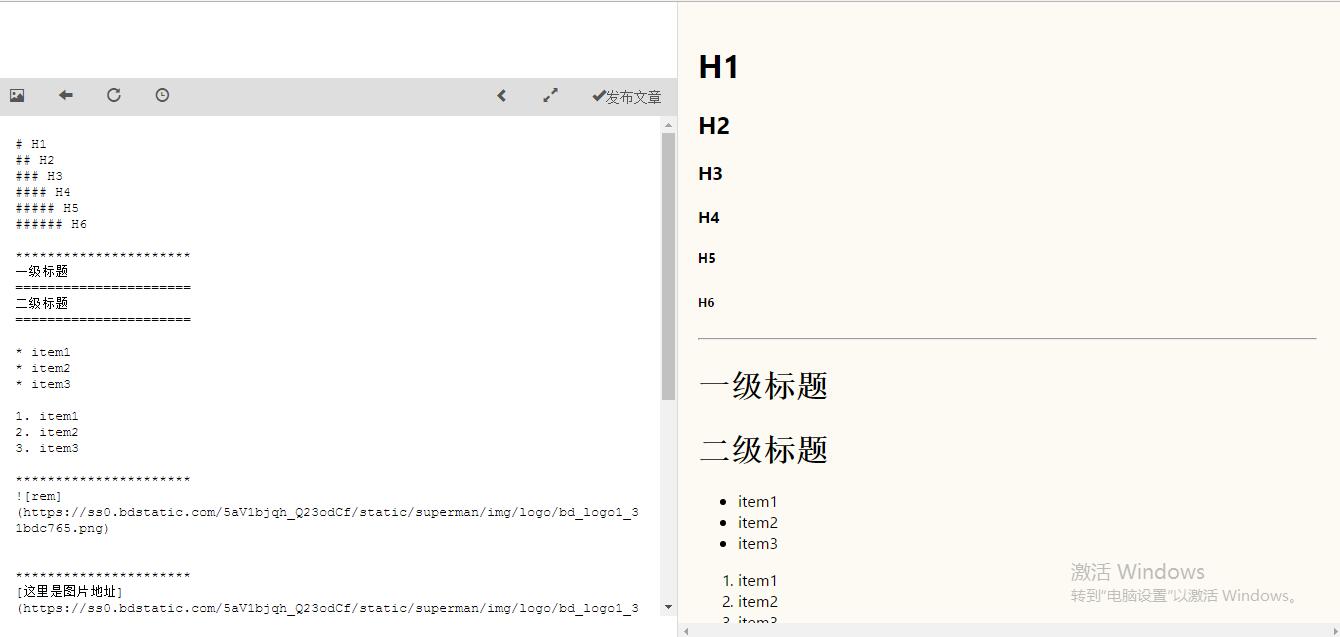 发布文章
# H1
## H2
### H3
#### H4
##### H5
###### H6
**********************
一级标题
======================
二级标题
======================
* item1
* item2
* item3
1. item1
2. item2
3. item3
**********************
![rem]
(https://ss0.bdstatic.com/5aV1bjqh_Q23odCf/static/superman/img/logo/bd_logo1_3
1bdc765.png)
**********************
[这里是图片地址]
(https://ss0.bdstatic.com/5aV1bjqh_Q23odCf/static/superman/img/logo/bd_logo1_3
H1
H2
H3
H4
H5
H6
一级标题
二级标题
• item1
• item2
• item3
1. item1
2. item2
3. item3
激活 Windows
转到"电脑设置"以激活 Windows。